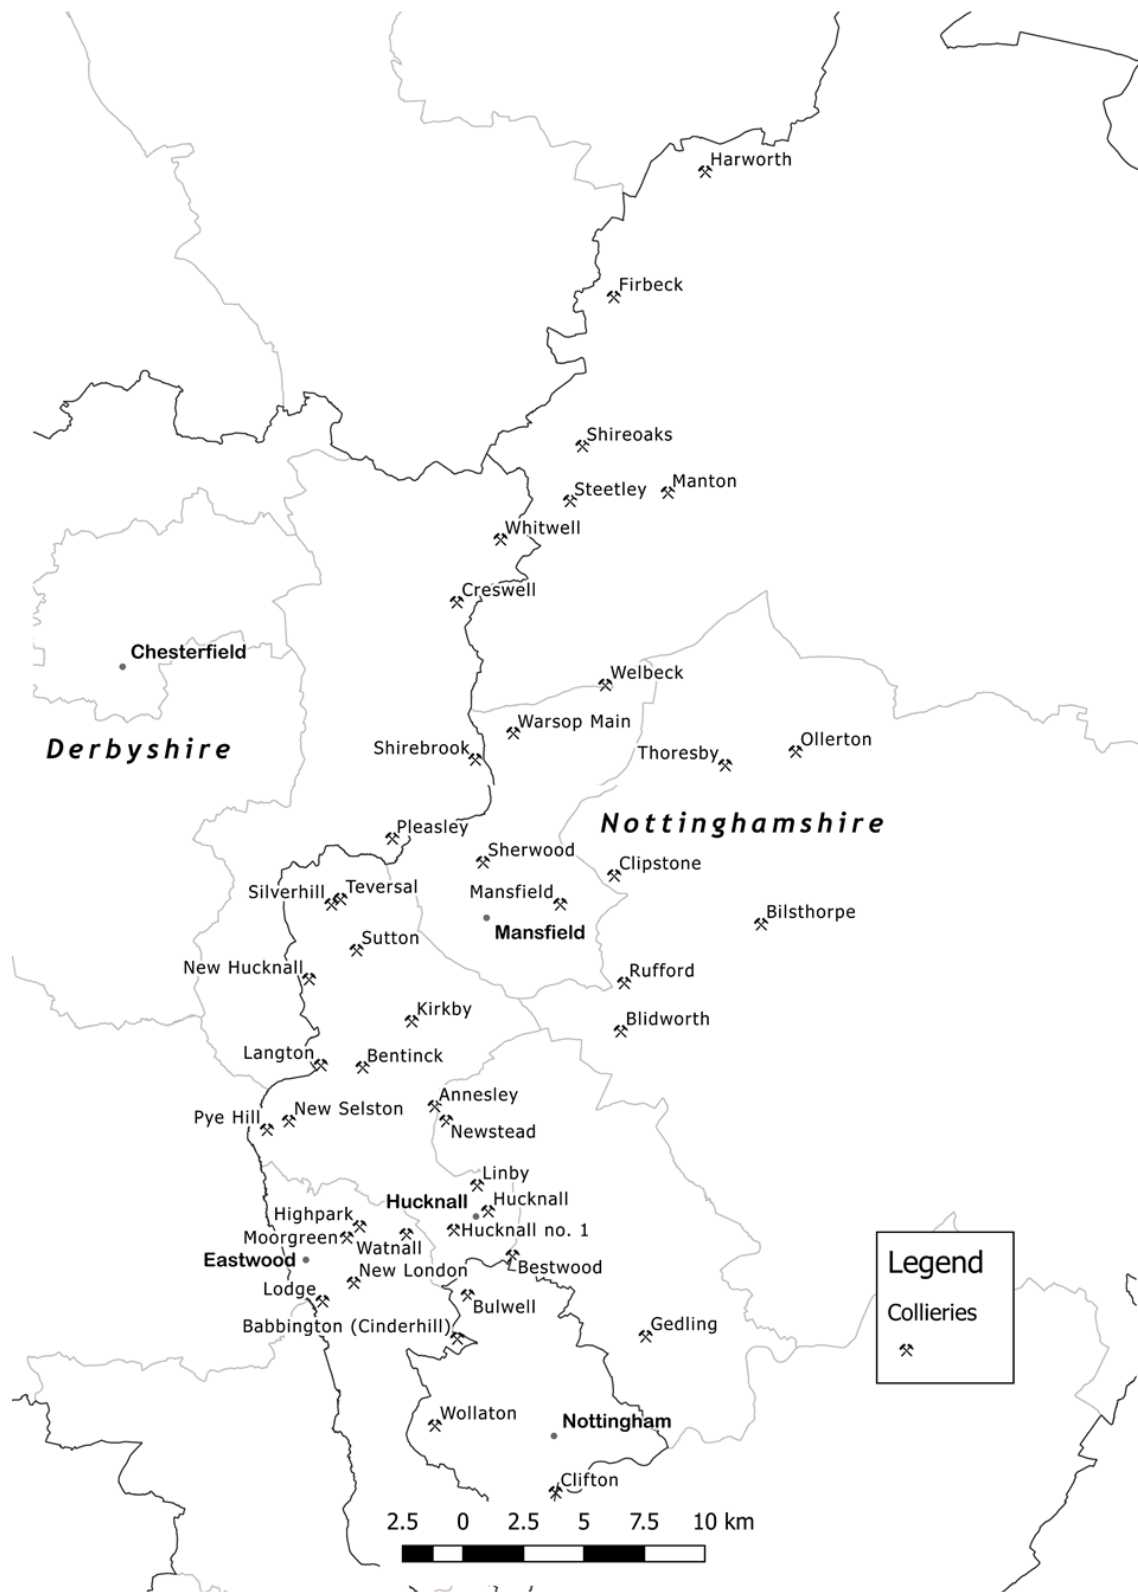 Harworth
Firbeck
Shireoaks
Manton
Steetley
Whitwell
Creswell
Chesterfield
Welbeck
Warsop Main
Derbyshire
Shirebrook
Ollerton
Thoresby
Nottinghamshire
Pleasley
Sherwood
Clipstone
Silverhill
Teversal
Mansfield
Bilsthorpe
Mansfield
Sutton
New Hucknall
Rufford
Kirkby
Blidworth
Langton
Bentinck
Annesley
New Selston
Pye Hill
Newstead
Linby
Hucknall
Hucknall
Highpark
Hucknall no. 1
Moorgreen
Watnall
Eastwood
Bestwood
New London
Lodge
Bulwell
Babbington (Cinderhill)
Gedling
Legend
Collieries
Wollaton
Nottingham
Clifton
2.5 0 2.5 5 7.5 10 km